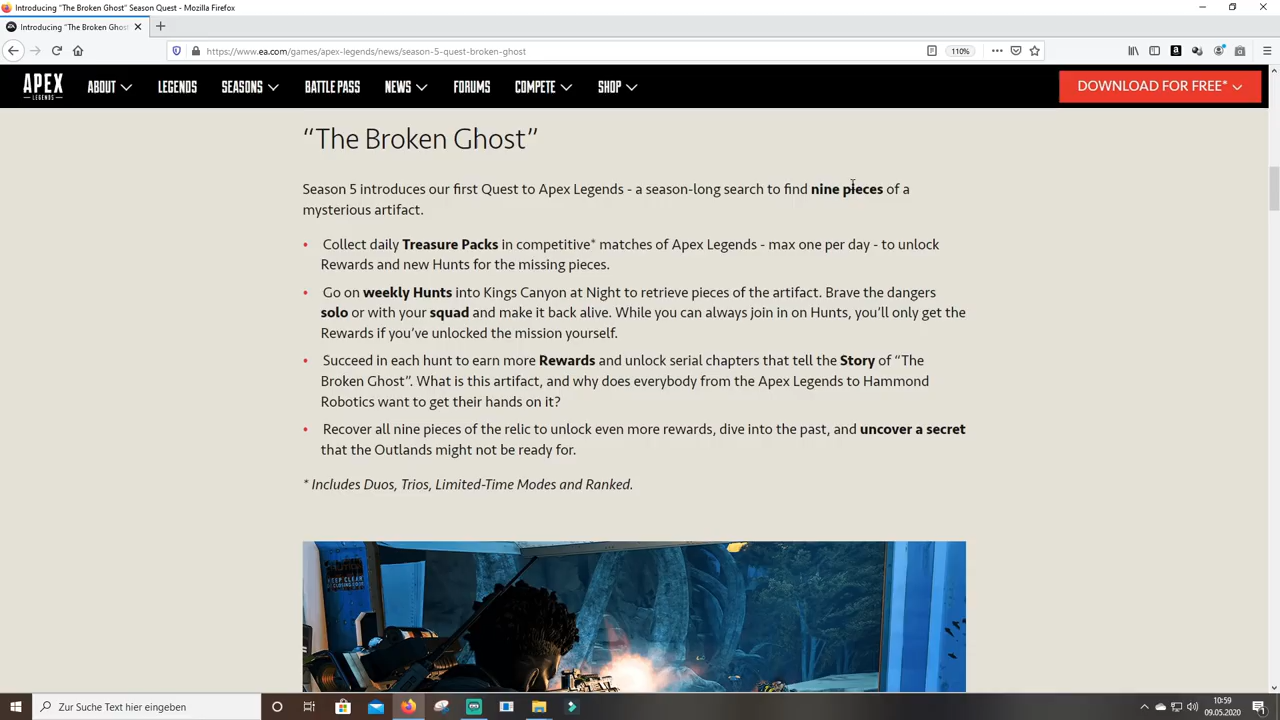 Introducing "The Broken Ghost" Season Quest - Mozilla Firefox
Introducing "The Broken Ghost"
https://www.ea.com/games/apex-legends/news/season-5-quest-broken-ghost
110%
APEX
LEGENDS
ABOUT LEGENDS SEASONS BATTLE PASS NEWS FORUMS COMPETE SHOP
DOWNLOAD FOR FREE*
“The Broken Ghost”
Season 5 introduces our first Quest to Apex Legends - a season-long search to find nine pieces of a
mysterious artifact.
• Collect daily Treasure Packs in competitive* matches of Apex Legends - max one per day - to unlock
Rewards and new Hunts for the missing pieces.
• Go on weekly Hunts into Kings Canyon at Night to retrieve pieces of the artifact. Brave the dangers
solo or with your squad and make it back alive. While you can always join in on Hunts, you’ll only get the
Rewards if you’ve unlocked the mission yourself.
• Succeed in each hunt to earn more Rewards and unlock serial chapters that tell the Story of “The
Broken Ghost”. What is this artifact, and why does everybody from the Apex Legends to Hammond
Robotics want to get their hands on it?
• Recover all nine pieces of the relic to unlock even more rewards, dive into the past, and uncover a secret
that the Outlands might not be ready for.
* Includes Duos, Trios, Limited-Time Modes and Ranked.
KEEP CLEAR
Zur Suche Text hier eingeben
10:59
09.05.2020